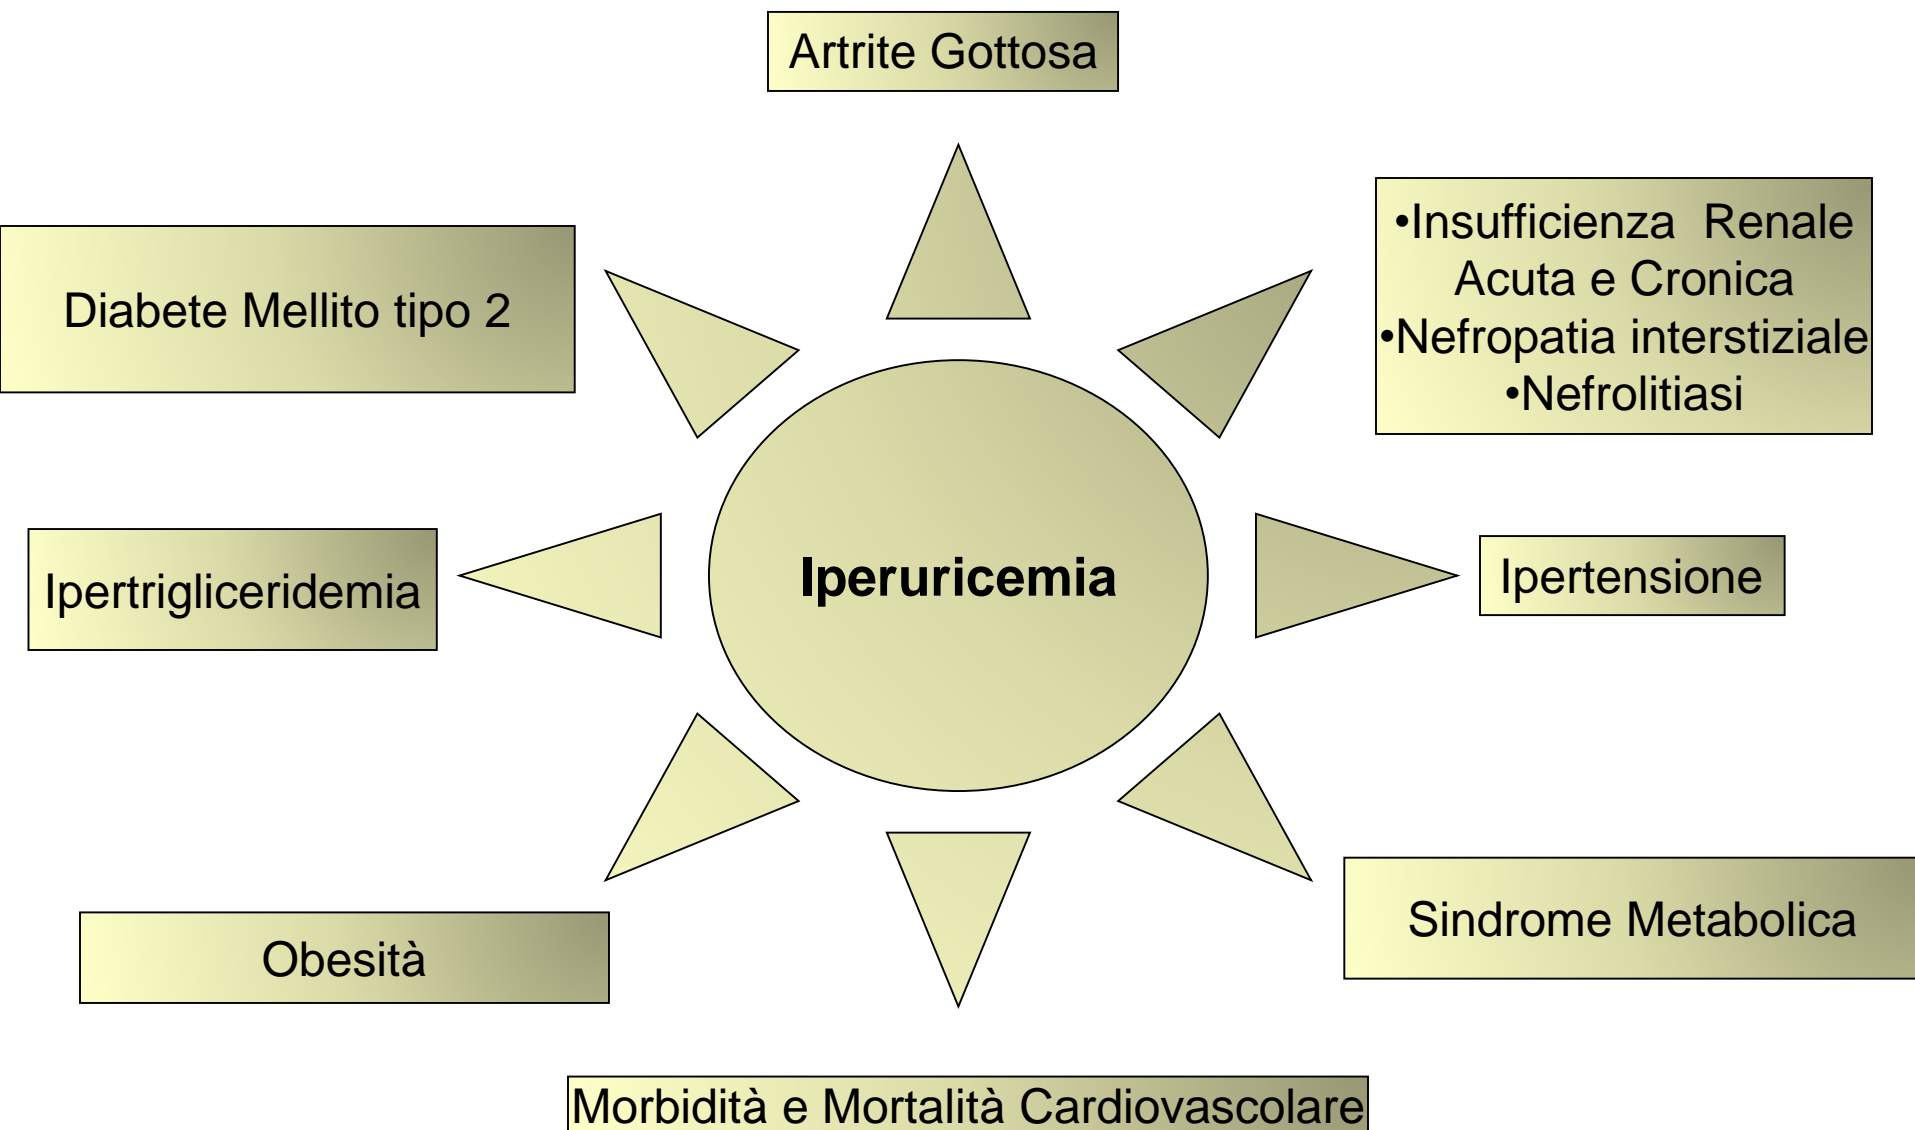 Artrite Gottosa
•Insufficienza  Renale
Acuta e Cronica
•Nefropatia interstiziale
•Nefrolitiasi
Diabete Mellito tipo 2
Ipertrigliceridemia
Iperuricemia
Ipertensione
Sindrome Metabolica
Obesità
Morbidità e Mortalità Cardiovascolare